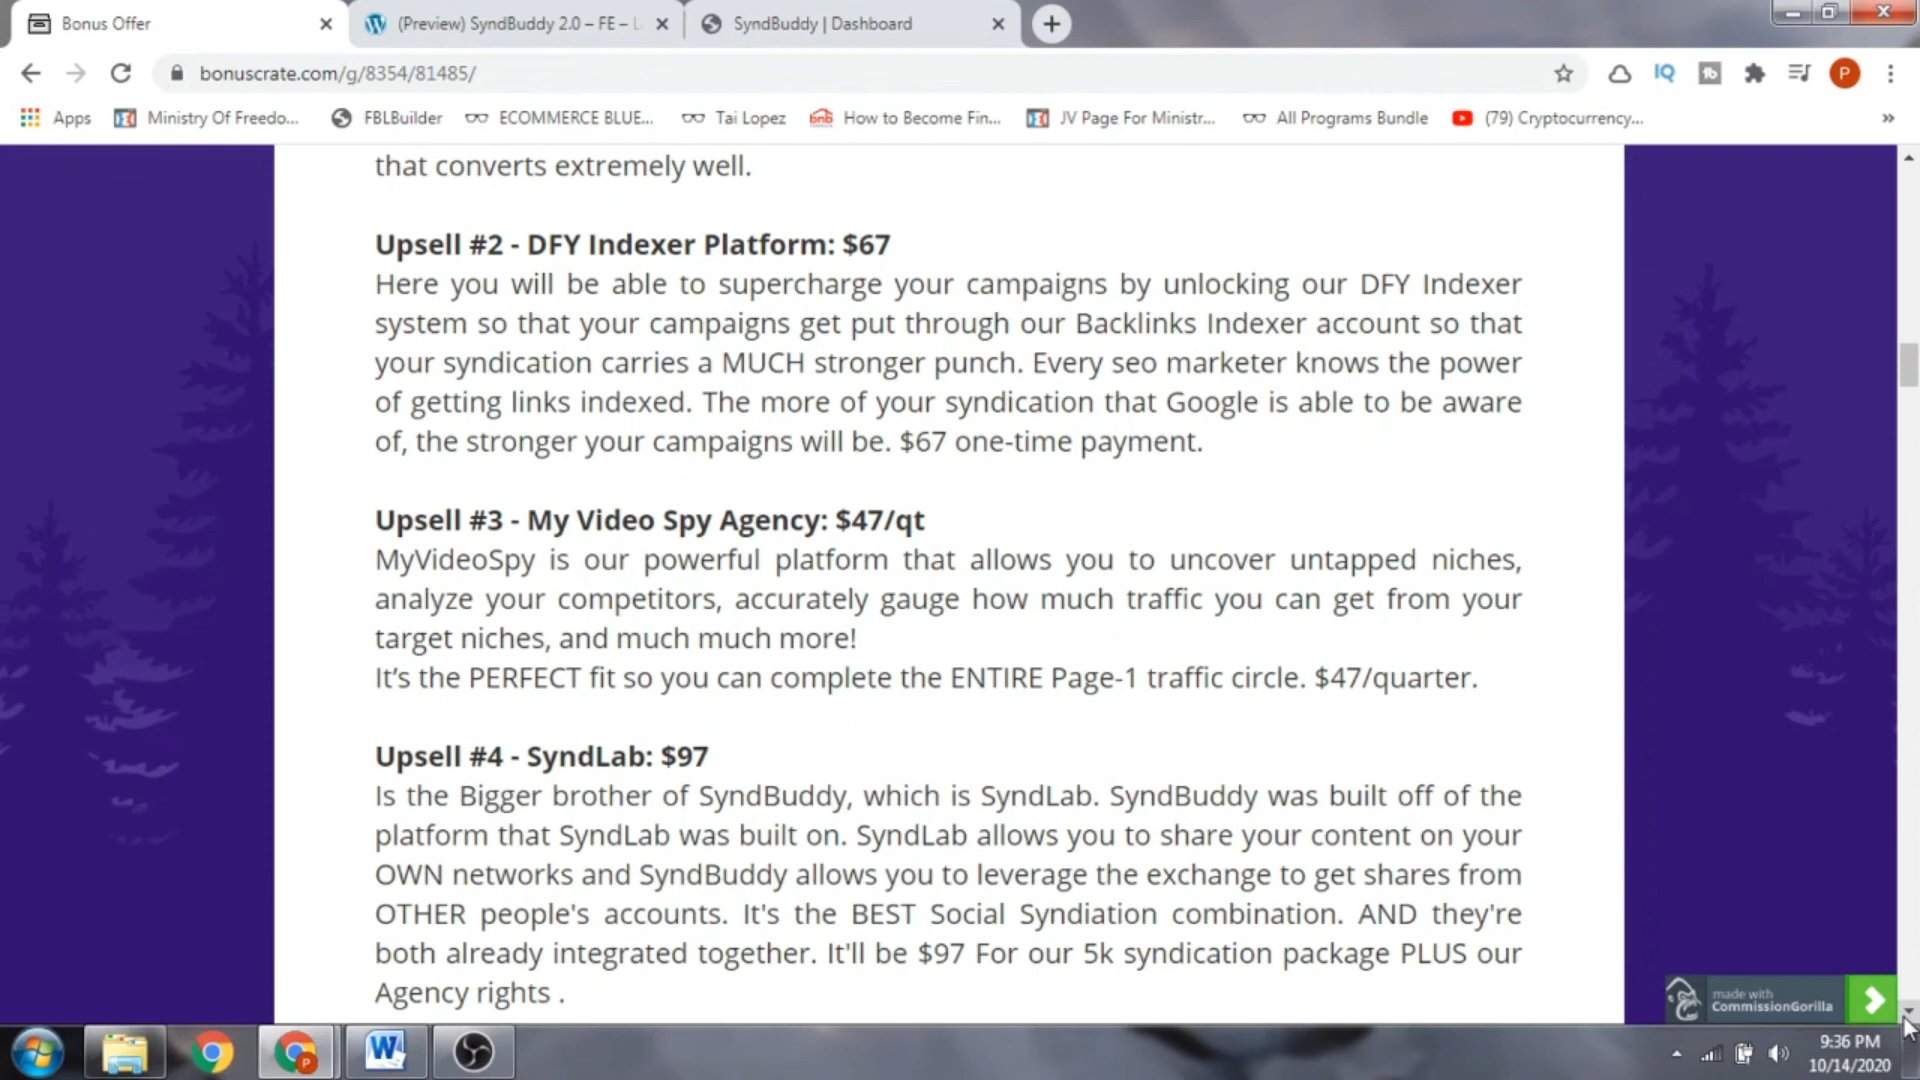 Bonus Offer
(Preview) SyndBuddy 2.0 – FE –
SyndBuddy | Dashboard
bonuscrate.com/g/8354/81485/
IQ
P
Apps
Ministry Of Freedo...
FBLBuilder
ECOMMERCE BLUE...
Tai Lopez
bnb
How to Become Fin...
JV Page For Ministr...
All Programs Bundle
(79) Cryptocurrency...
»
that converts extremely well.
Upsell #2 - DFY Indexer Platform: $67
Here you will be able to supercharge your campaigns by unlocking our DFY Indexer
system so that your campaigns get put through our Backlinks Indexer account so that
your syndication carries a MUCH stronger punch. Every seo marketer knows the power
of getting links indexed. The more of your syndication that Google is able to be aware
of, the stronger your campaigns will be. $67 one-time payment.
Upsell #3 - My Video Spy Agency: $47/qt
MyVideoSpy is our powerful platform that allows you to uncover untapped niches,
analyze your competitors, accurately gauge how much traffic you can get from your
target niches, and much much more!
It’s the PERFECT fit so you can complete the ENTIRE Page-1 traffic circle. $47/quarter.
Upsell #4 - SyndLab: $97
Is the Bigger brother of SyndBuddy, which is SyndLab. SyndBuddy was built off of the
platform that SyndLab was built on. SyndLab allows you to share your content on your
OWN networks and SyndBuddy allows you to leverage the exchange to get shares from
OTHER people's accounts. It's the BEST Social Syndiation combination. AND they're
both already integrated together. It'll be $97 For our 5k syndication package PLUS our
Agency rights .
made with
CommissionGorilla
P
W
9:36 PM
10/14/2020